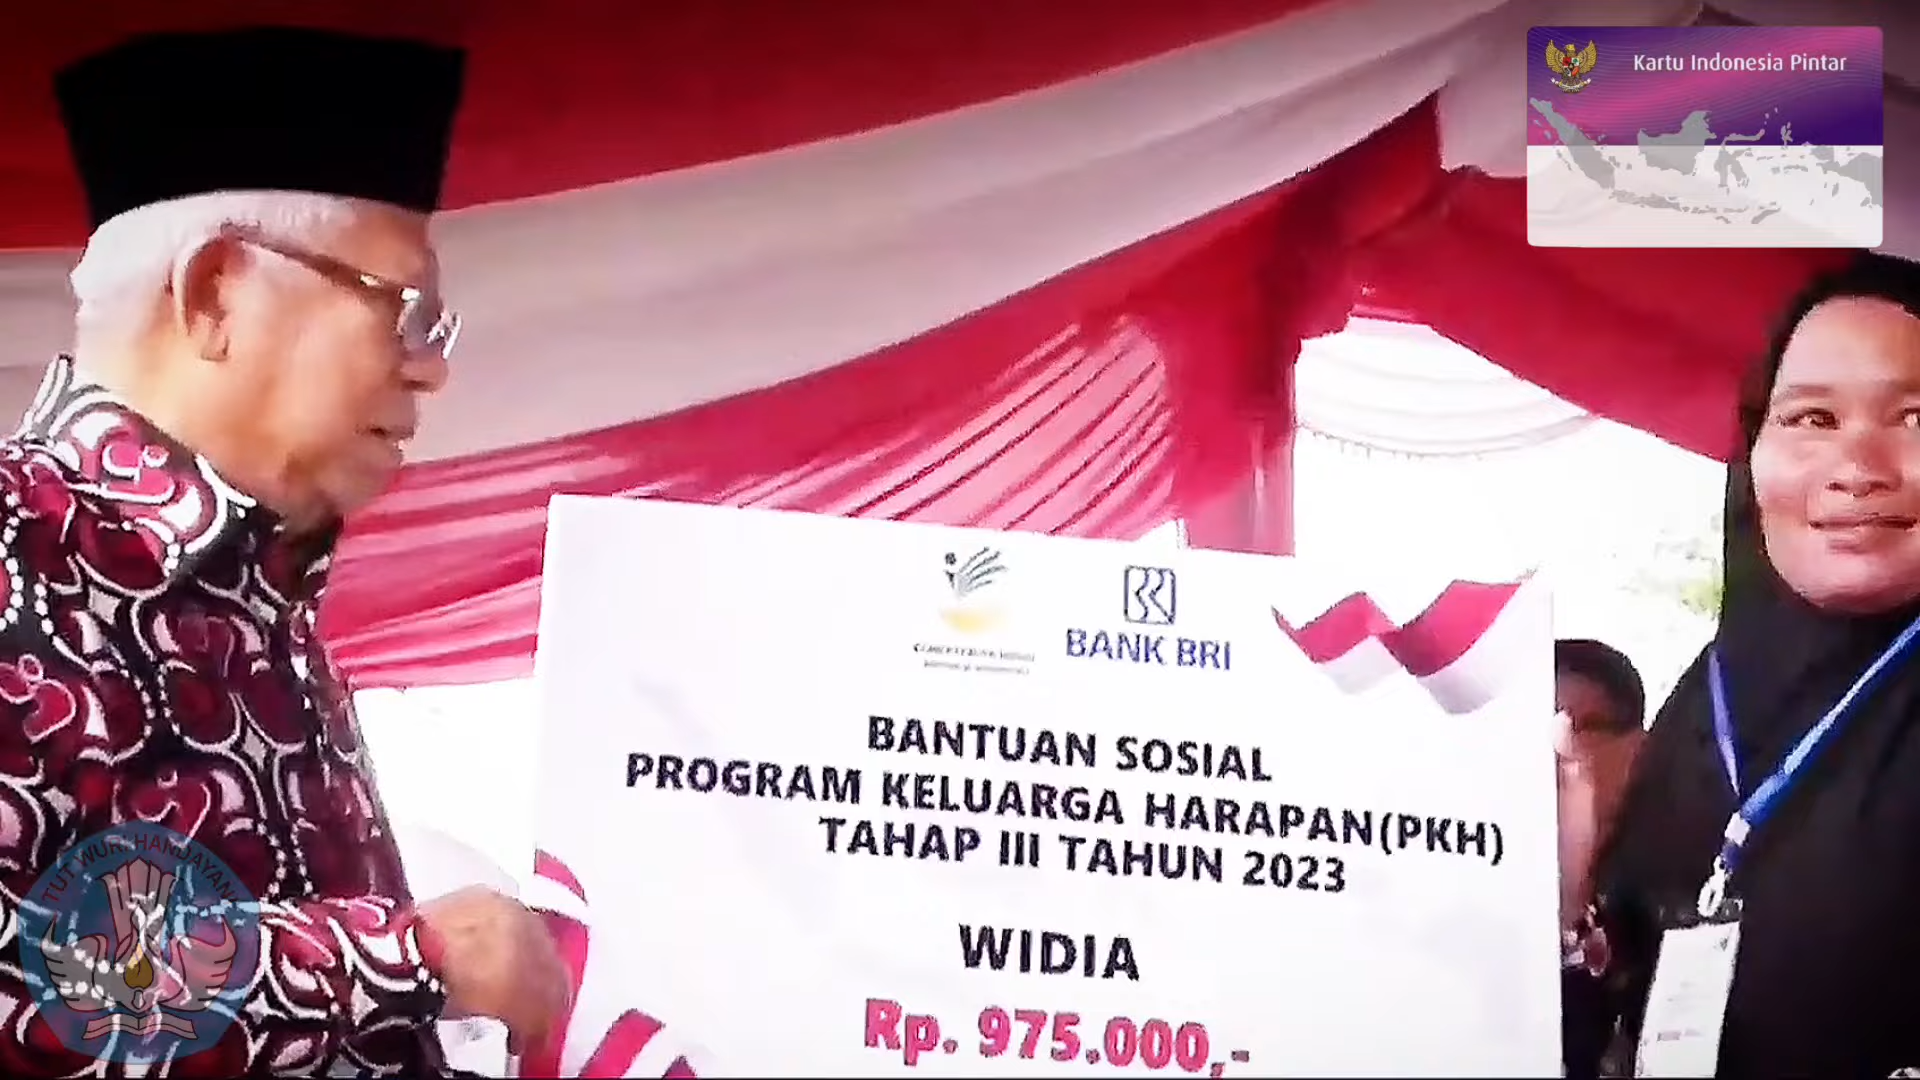 Kartu Indonesia Pintar
BANK BRI
BANTUAN SOSIAL
PROGRAM KELUARGA HARAPAN(PKH)
TAHAP III TAHUN 2023
WIDIA
Rp. 975.000,-
TUT WURI HANDAYANI